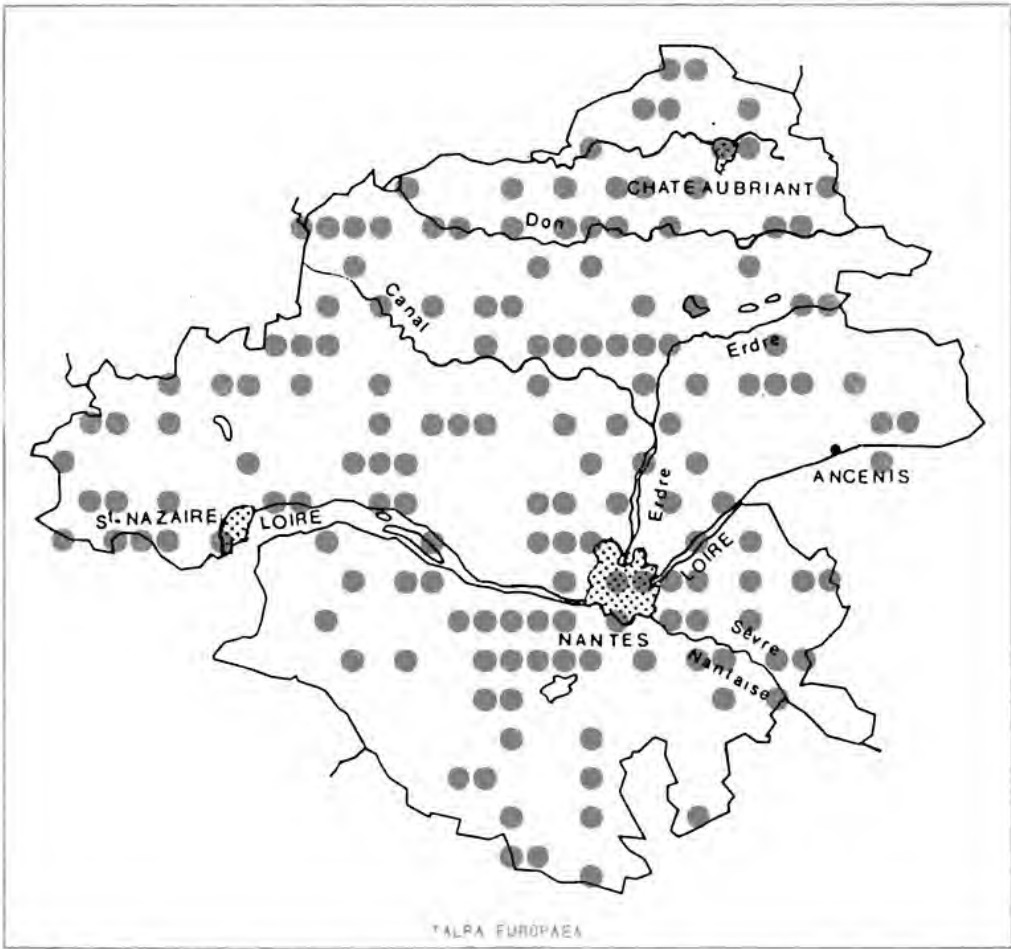 CHATEAUBRIANT
Don
Canal
Erdre
ANCENIS
Erdre
St-NAZAIRE
LOIRE
LOIRE
NANTES
Sèvre
Nantaise
TALPA EUROPAEA